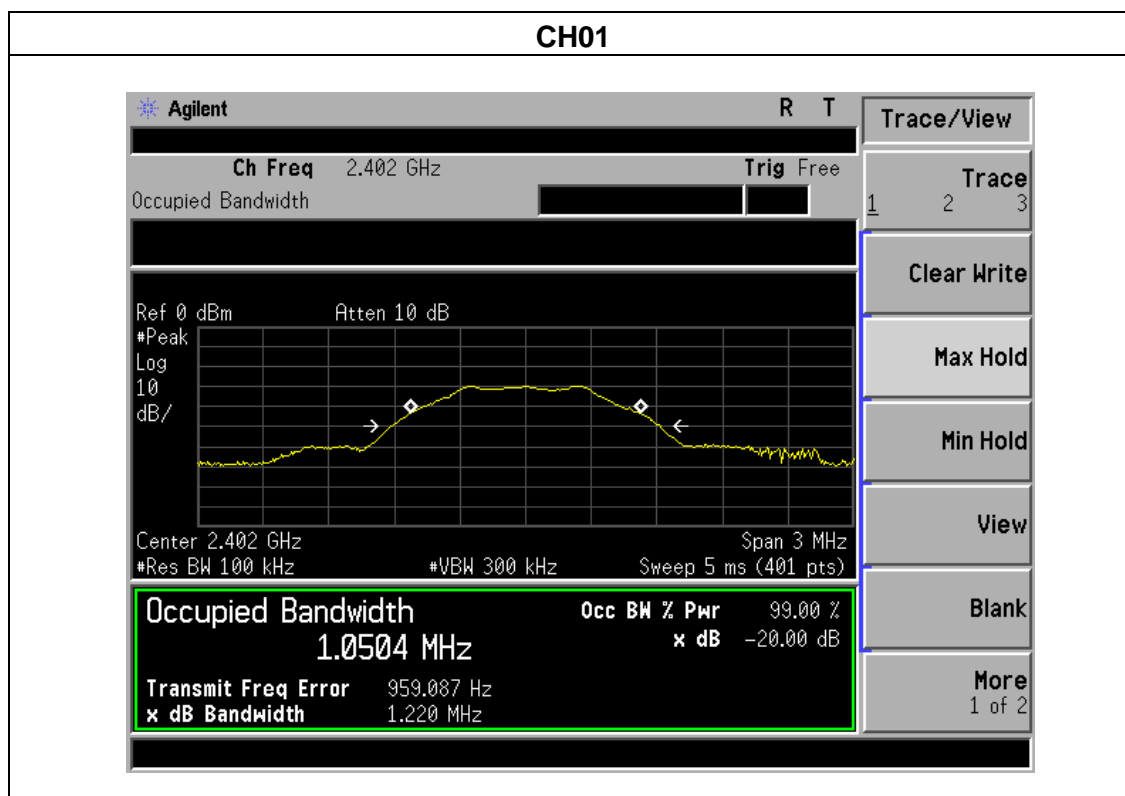 CH01
Agilent
R T
Trace/View
Ch Freq 2.402 GHz
Trig Free
Occupied Bandwidth
Trace
1 2 3
Clear Write
Ref 0 dBm
Atten 10 dB
#Peak
Log
10
dB/
Max Hold
Min Hold
View
Center 2.402 GHz
Span 3 MHz
#Res BW 100 kHz
#VBW 300 kHz
Sweep 5 ms (401 pts)
Occupied Bandwidth
1.0504 MHz
Occ BW % Pwr 99.00 %
x dB -20.00 dB
Blank
Transmit Freq Error 959.087 Hz
x dB Bandwidth 1.220 MHz
More
1 of 2